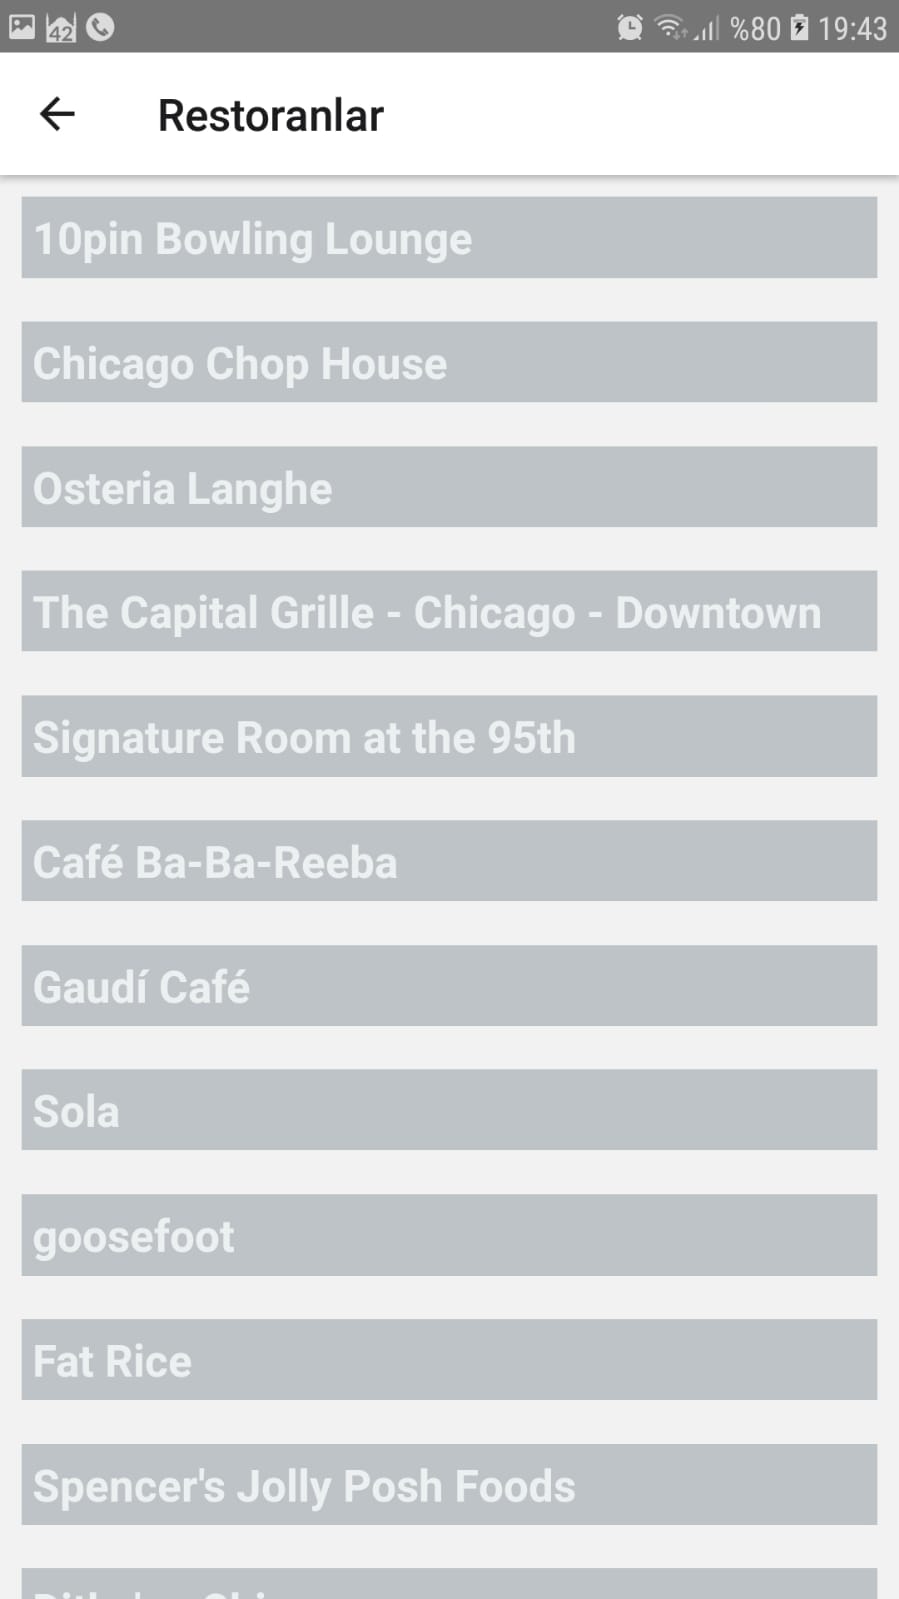 42 %80 19:43
Restoranlar
10pin Bowling Lounge
Chicago Chop House
Osteria Langhe
The Capital Grille - Chicago - Downtown
Signature Room at the 95th
Café Ba-Ba-Reeba
Gaudí Café
Sola
goosefoot
Fat Rice
Spencer's Jolly Posh Foods